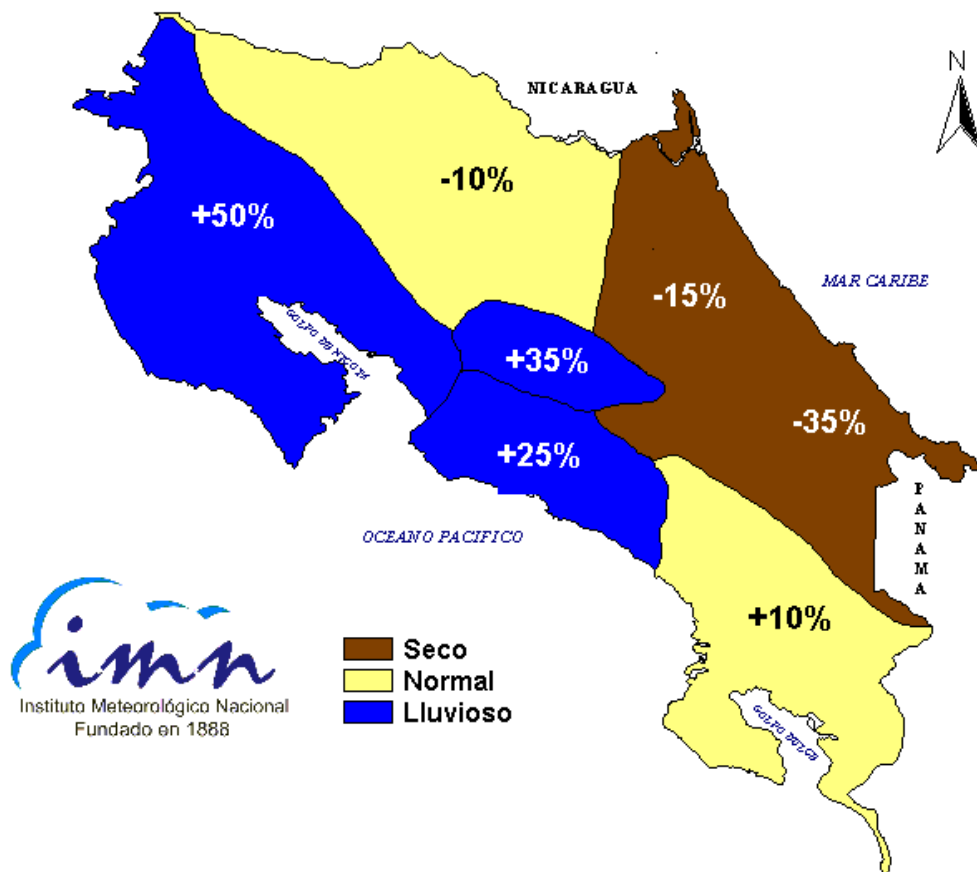 N
NICARAGUA
-10%
+50%
MAR CARIBE
-15%
GOLFO DE NICOYA
+35%
-35%
+25%
PANAMA
OCEANO PACIFICO
+10%
imn
Instituto Meteorológico Nacional
Fundado en 1888
Seco
Normal
Lluvioso
GOLFO DULCE